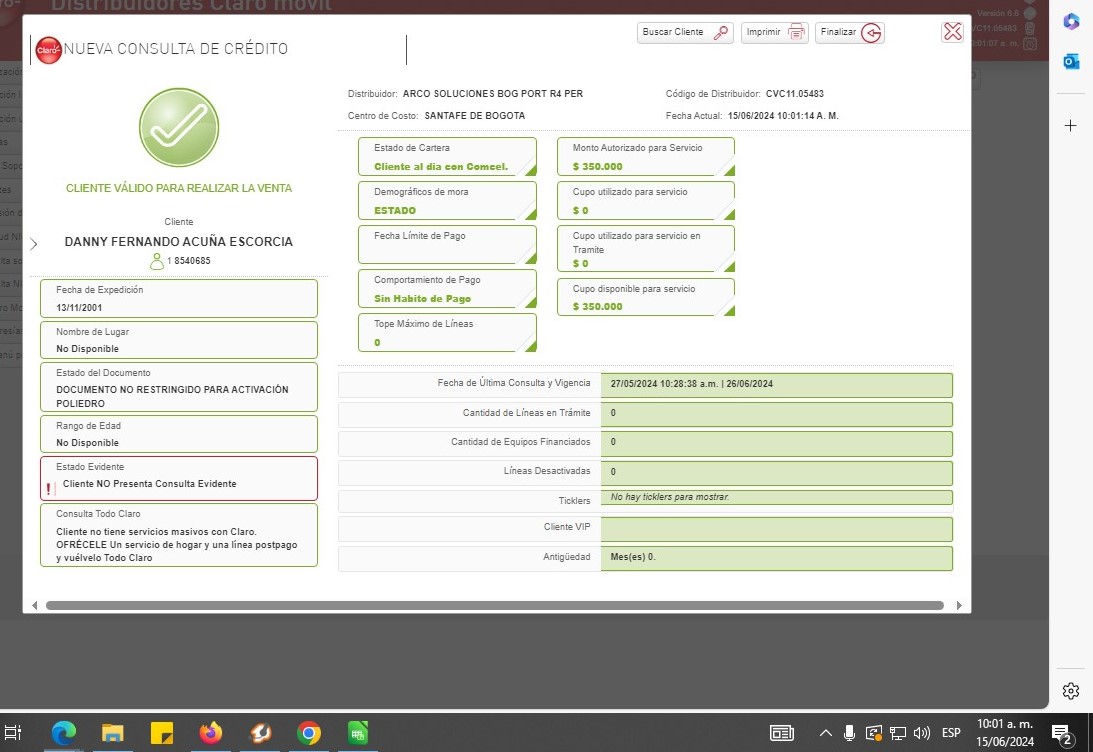 Distribuidores Claro móvil
Versión 6.6
Buscar Cliente
Imprimir
Finalizar
Claro
NUEVA CONSULTA DE CRÉDITO
Distribuidor: ARCO SOLUCIONES BOG PORT R4 PER
Código de Distribuidor: CVC11.05483
Centro de Costo: SANTAFE DE BOGOTA
Fecha Actual: 15/06/2024 10:01:14 A. M.
CLIENTE VÁLIDO PARA REALIZAR LA VENTA
Cliente
DANNY FERNANDO ACUÑA ESCORCIA
1 8540685
Fecha de Expedición
13/11/2001
Nombre de Lugar
No Disponible
Estado del Documento
DOCUMENTO NO RESTRINGIDO PARA ACTIVACIÓN
POLIEDRO
Rango de Edad
No Disponible
Estado Evidente
! Cliente NO Presenta Consulta Evidente
Consulta Todo Claro
Cliente no tiene servicios masivos con Claro.
OFRÉCELE Un servicio de hogar y una línea postpago
y vuélvelo Todo Claro
Estado de Cartera
Cliente al día con Comcel.
Demográficos de mora
ESTADO
Fecha Límite de Pago
Comportamiento de Pago
Sin Habito de Pago
Tope Máximo de Líneas
0
Monto Autorizado para Servicio
$ 350.000
Cupo utilizado para servicio
$ 0
Cupo utilizado para servicio en
Tramite
$ 0
Cupo disponible para servicio
$ 350.000
Fecha de Última Consulta y Vigencia 27/05/2024 10:28:38 a.m. | 26/06/2024
Cantidad de Líneas en Trámite 0
Cantidad de Equipos Financiados 0
Líneas Desactivadas 0
Ticklers No hay ticklers para mostrar.
Cliente VIP
Antigüedad Mes(es) 0.
ESP
10:01 a. m.
15/06/2024
2